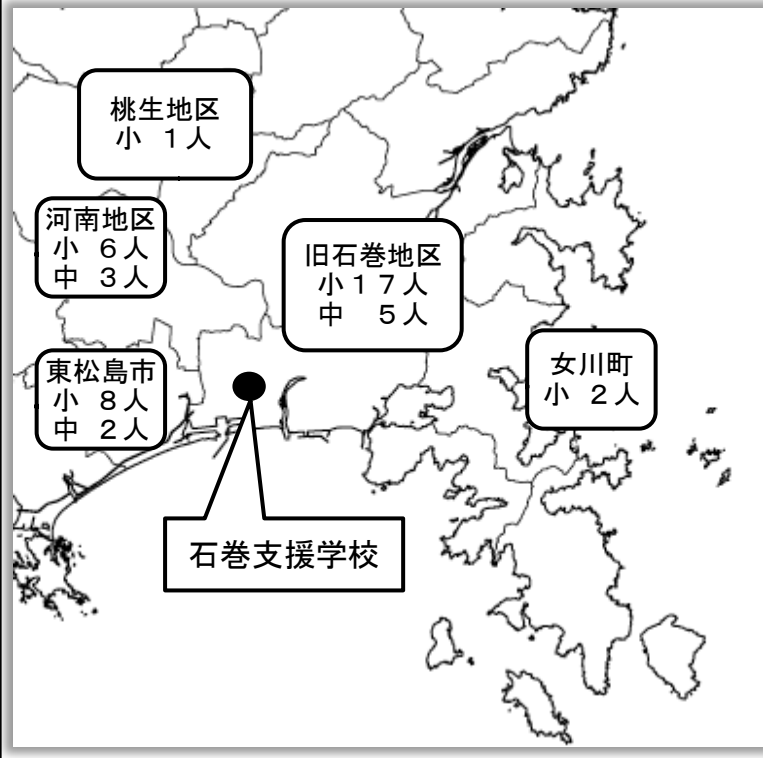 桃生地区
小 １人
河南地区
小 ６人
中 ３人
旧石巻地区
小１７人
中 ５人
東松島市
小 ８人
中 ２人
女川町
小 ２人
石巻支援学校